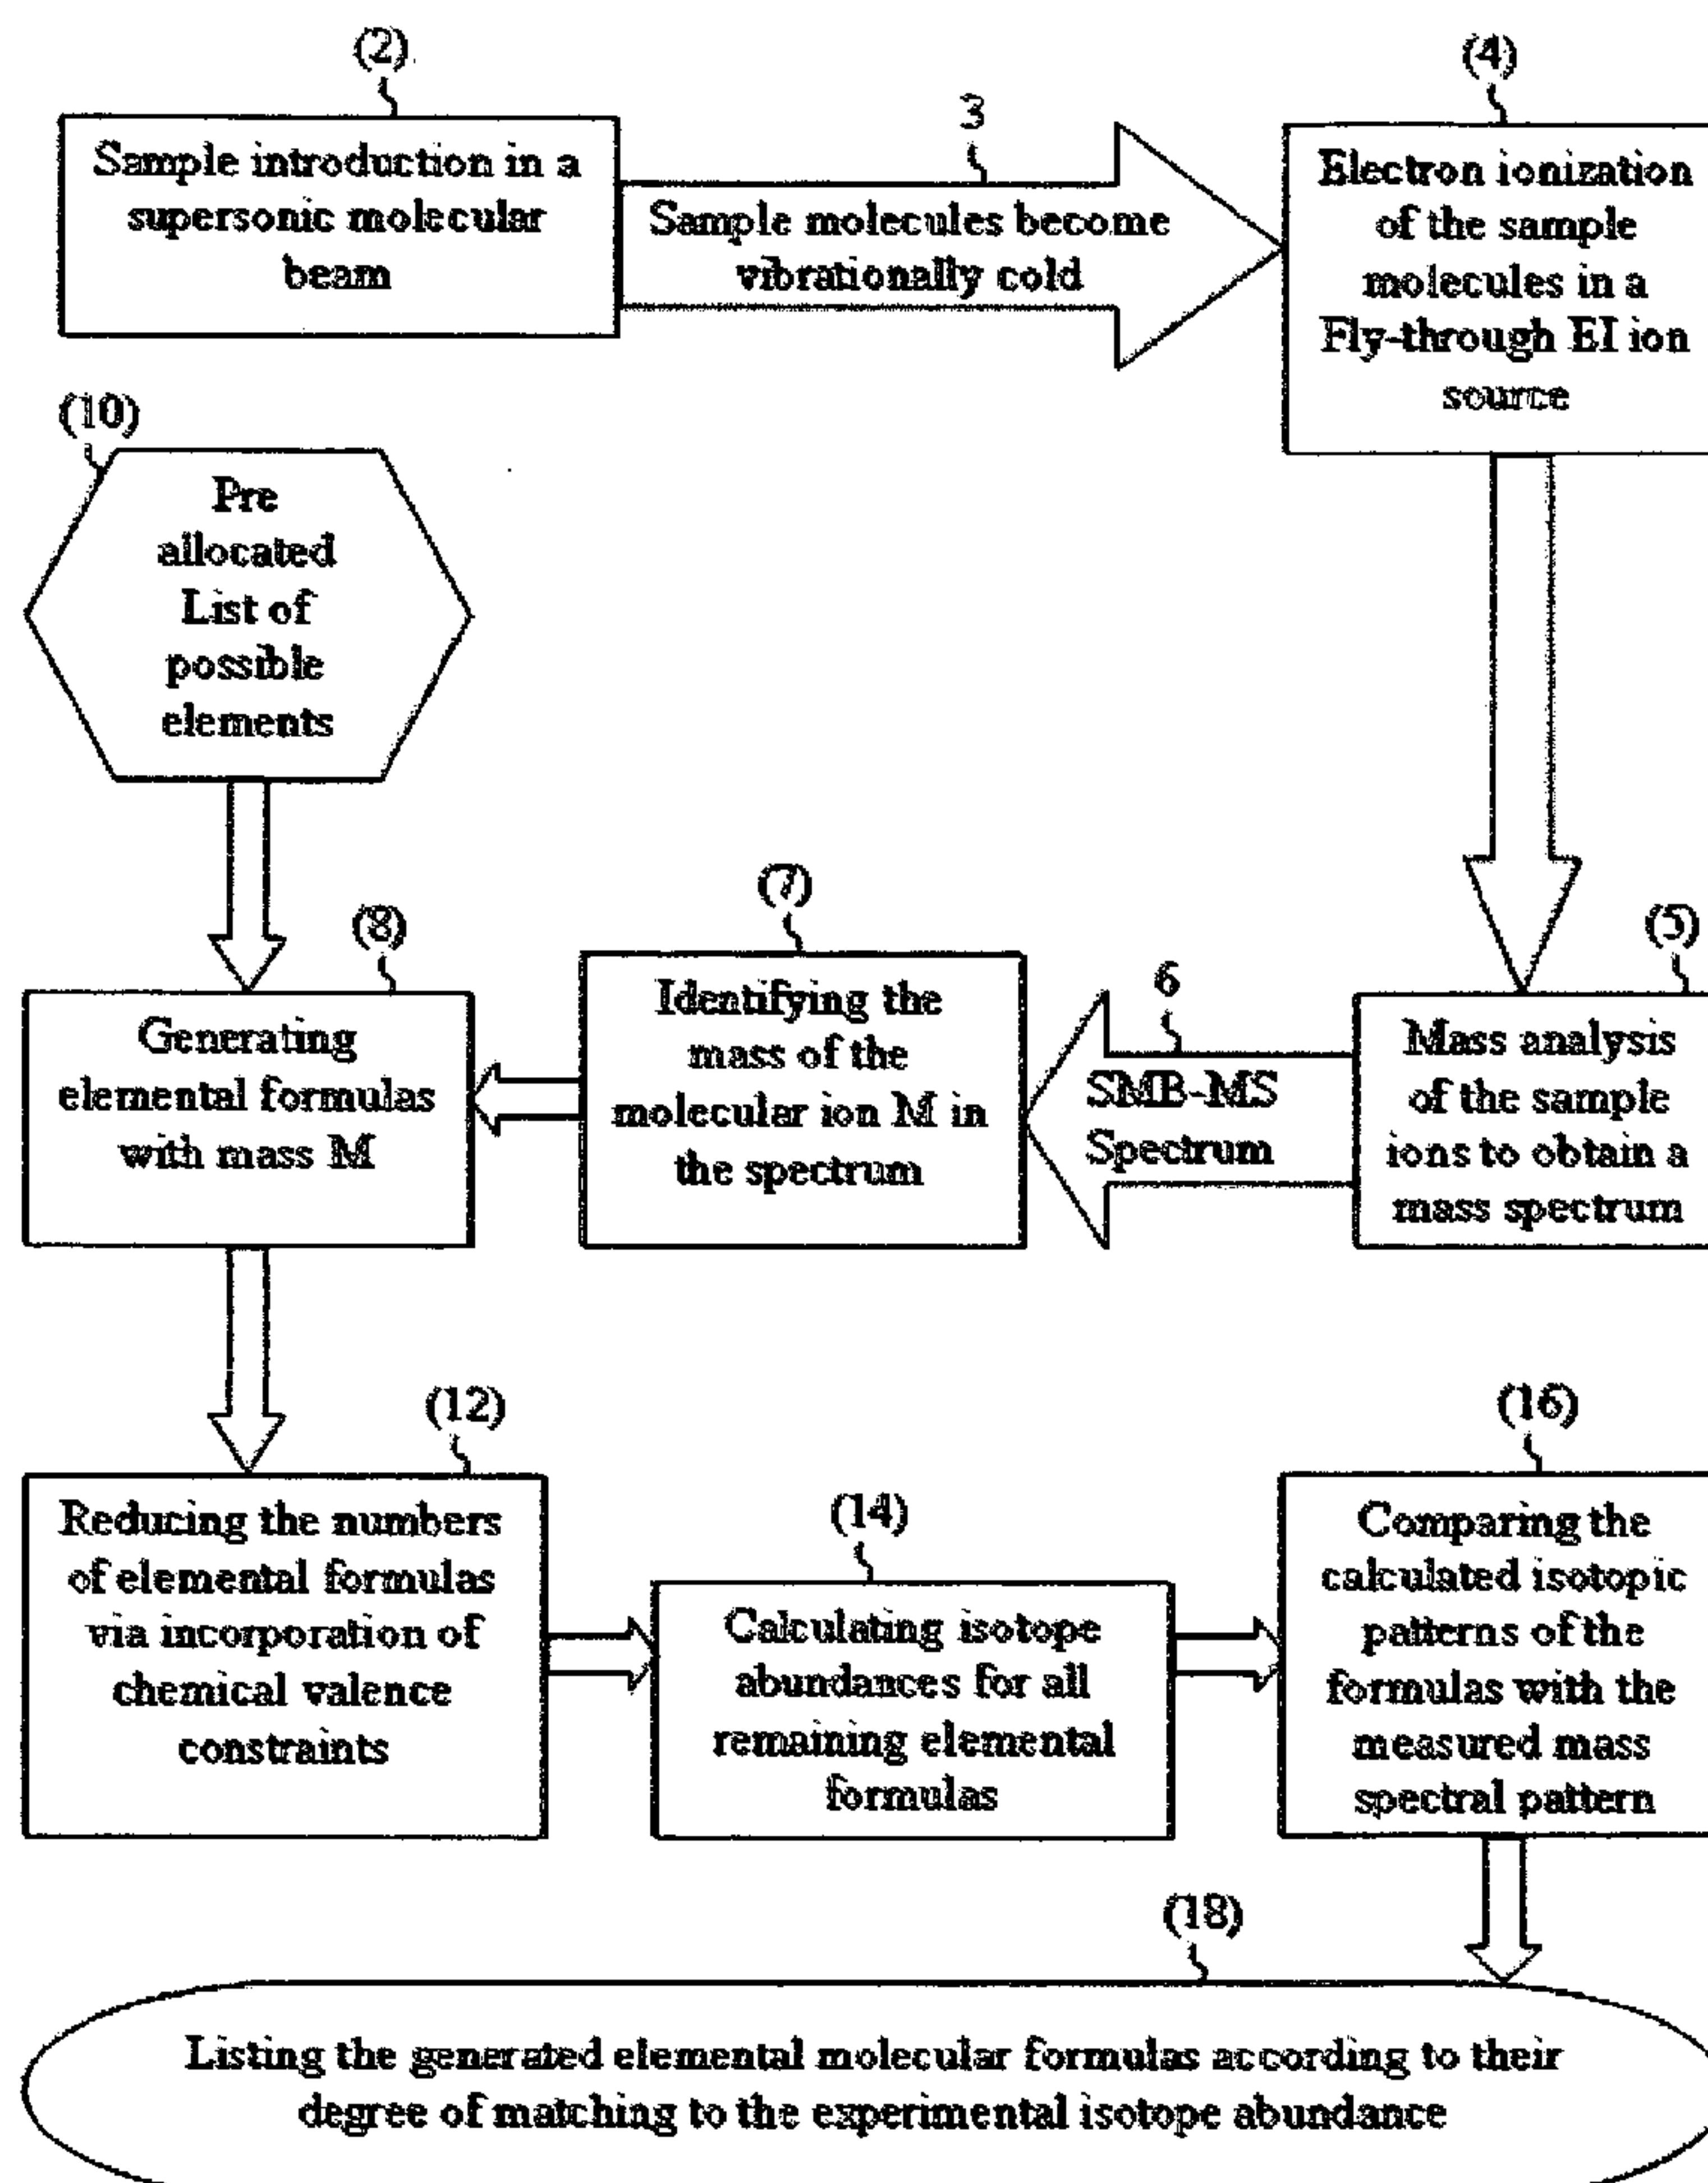 (2)
Sample introduction in a
supersonic molecular
beam
3
Sample molecules become
vibrationally cold
(4)
Electron ionization
of the sample
molecules in a
Fly-through EI ion
source
(10)
Pre
allocated
List of
possible
elements
(5)
Mass analysis
of the sample
ions to obtain a
mass spectrum
6
SMB-MS
Spectrum
(7)
Identifying the
mass of the
molecular ion M in
the spectrum
(8)
Generating
elemental formulas
with mass M
(12)
Reducing the numbers
of elemental formulas
via incorporation of
chemical valence
constraints
(14)
Calculating isotope
abundances for all
remaining elemental
formulas
(16)
Comparing the
calculated isotopic
patterns of the
formulas with the
measured mass
spectral pattern
(18)
Listing the generated elemental molecular formulas according to their
degree of matching to the experimental isotope abundance